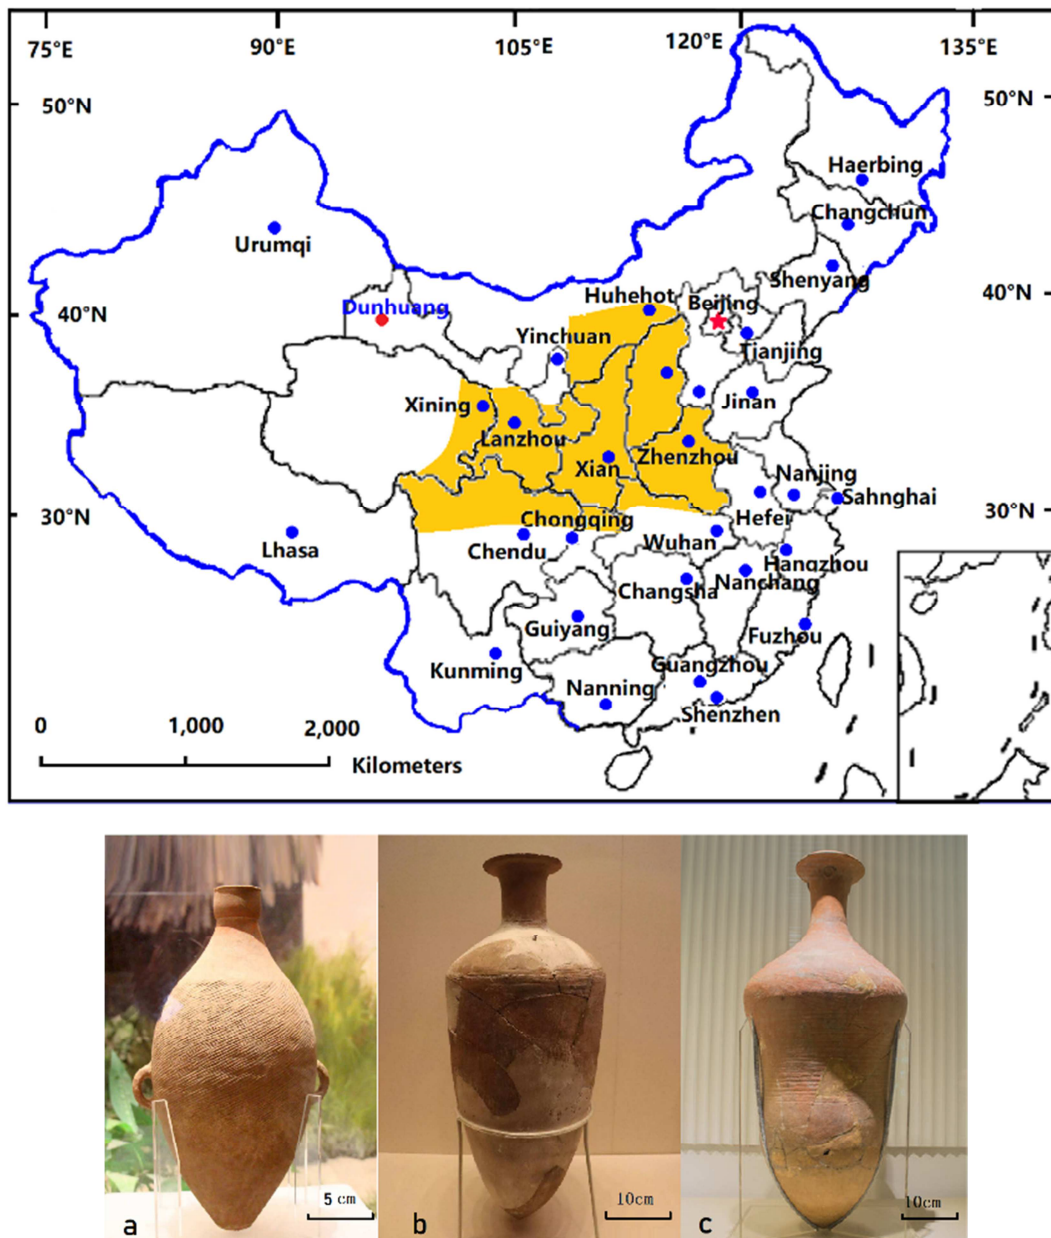 75°E 90°E 105°E 120°E 135°E
50°N 50°N
Haerbing
Changchun
Urumqi
Shenyang
Huhehot Beijing
40°N Dunhuang 40°N
Yinchuan Tianjing
Xining Jinan
Lanzhou
Xian Zhenzhou
Nanjing
Sahnghai
30°N Chongqing Hefei 30°N
Lhasa Chendu Wuhan
Hangzhou
Changsha Nanchang
Guiyang Fuzhou
Kunming Guangzhou
Nanning
Shenzhen
0 1,000 2,000
Kilometers
5 cm 10cm 10cm
a b c